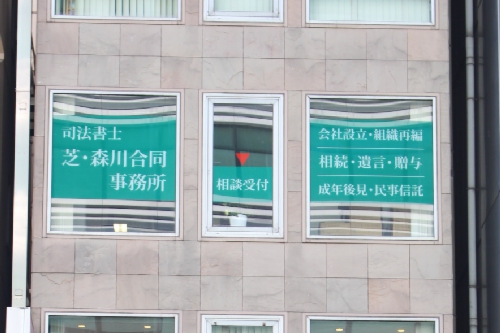 司法書士
芝・森川合同
事務所
相談受付
会社設立・組織再編
相続・遺言・贈与
成年後見・民事信託